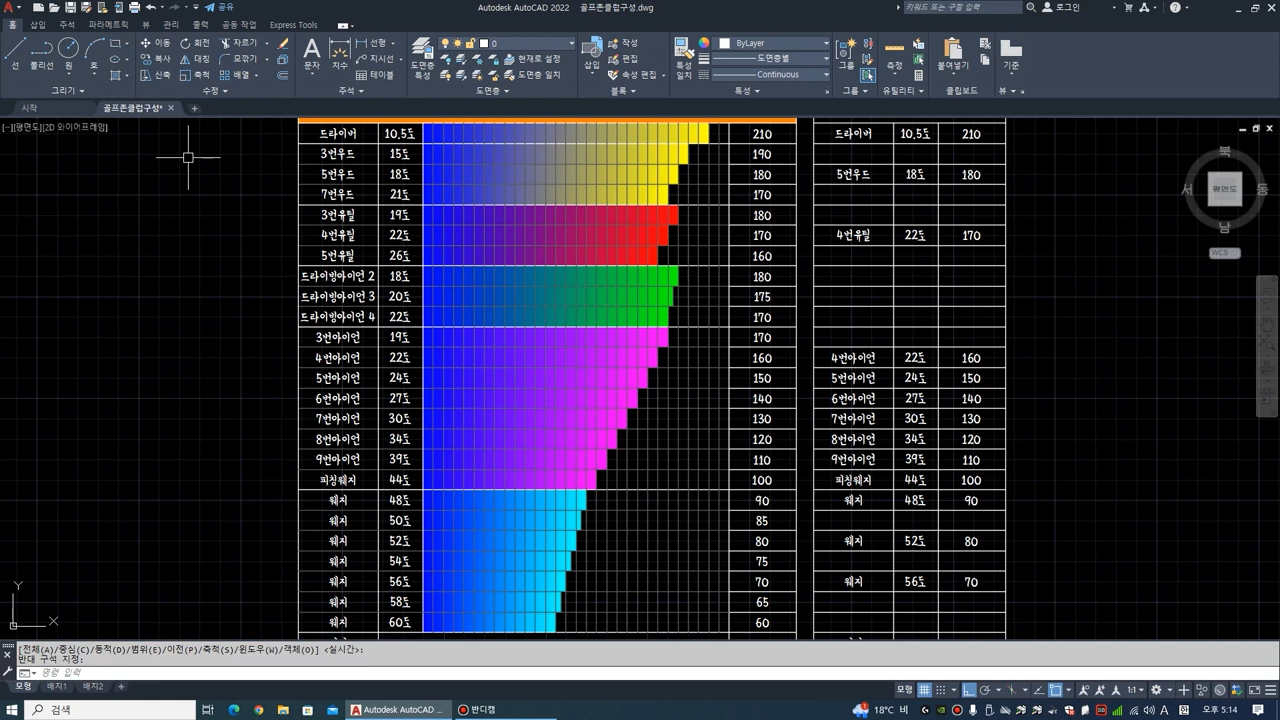 공유
Autodesk AutoCAD 2022 골프존클럽구성.dwg
키워드 또는 구절 입력
로그인
홈 삽입 주석 파라메트릭 뷰 관리 출력 공동 작업 Express Tools
선 폴리선 원 호
이동 회전 자르기
복사 대칭 모깎기
신축 축척 배열
문자 치수
선형
지시선
테이블
도면층 특성
0
현재로 설정
도면층 일치
삽입
작성
편집
속성 편집
특성 일치
ByLayer
도면층별
Continuous
그룹 측정 붙여넣기 기준
그리기 수정 주석 도면층 블록 특성 그룹 유틸리티 클립보드 뷰
시작 골프존클럽구성*
[−][평면도][2D 와이어프레임]
드라이버 10.5도 210 드라이버 10.5도 210
3번우드 15도 190
5번우드 18도 180 5번우드 18도 180
7번우드 21도 170
3번유틸 19도 180
4번유틸 22도 170 4번유틸 22도 170
5번유틸 26도 160
드라이빙아이언 2 18도 180
드라이빙아이언 3 20도 175
드라이빙아이언 4 22도 170
3번아이언 19도 170
4번아이언 22도 160 4번아이언 22도 160
5번아이언 24도 150 5번아이언 24도 150
6번아이언 27도 140 6번아이언 27도 140
7번아이언 30도 130 7번아이언 30도 130
8번아이언 34도 120 8번아이언 34도 120
9번아이언 39도 110 9번아이언 39도 110
피칭웨지 44도 100 피칭웨지 44도 100
웨지 48도 90 웨지 48도 90
웨지 50도 85
웨지 52도 80 웨지 52도 80
웨지 54도 75
웨지 56도 70 웨지 56도 70
웨지 58도 65
웨지 60도 60
북
서 평면도 동
남
WCS
Y
X
[전체(A)/중심(C)/동적(D)/범위(E)/이전(P)/축척(S)/윈도우(W)/객체(O)] <실시간>:
반대 구석 지정:
명령 입력
모형 배치1 배치2 +
모형 1:1
검색
Autodesk AutoCAD ...
반디캠
18°C 비
오후 5:14